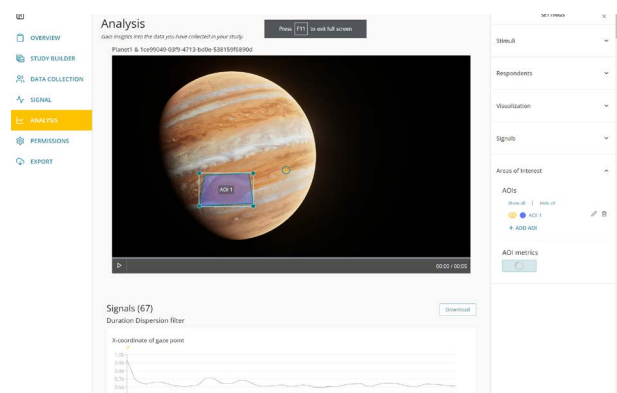 SETTINGS
Analysis
Gain insights into the data you have collected in your study.
Press F11 to exit full screen
Planet1 & 1ce99049-03f9-4713-bd0e-538159f6890d
OVERVIEW
STUDY BUILDER
DATA COLLECTION
SIGNAL
ANALYSIS
PERMISSIONS
EXPORT
AOI 1
00:00 / 00:05
Stimuli
Respondents
Visualization
Signals
Areas of Interest
AOIs
Show all | Hide all
AOI 1
+ ADD AOI
AOI metrics
Signals (67)
Download
Duration Dispersion filter
X-coordinate of gaze point